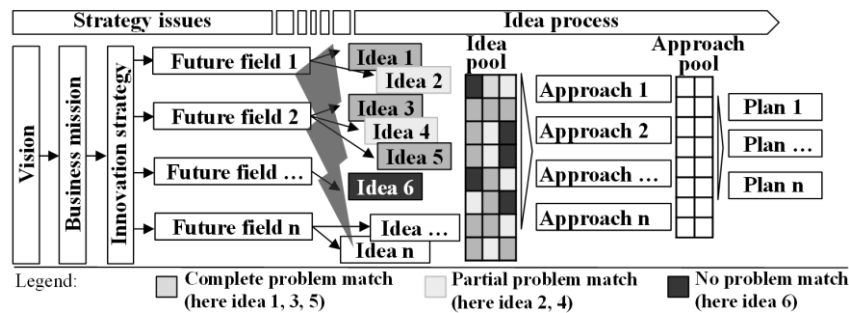 Strategy issues
Idea process
Vision
Business mission
Innovation strategy
Future field 1
Future field 2
Future field …
Future field n
Idea 1
Idea 2
Idea 3
Idea 4
Idea 5
Idea 6
Idea …
Idea n
Idea
pool
Approach 1
Approach 2
Approach …
Approach n
Approach
pool
Plan 1
Plan …
Plan n
Legend:
Complete problem match
(here idea 1, 3, 5)
Partial problem match
(here idea 2, 4)
No problem match
(here idea 6)